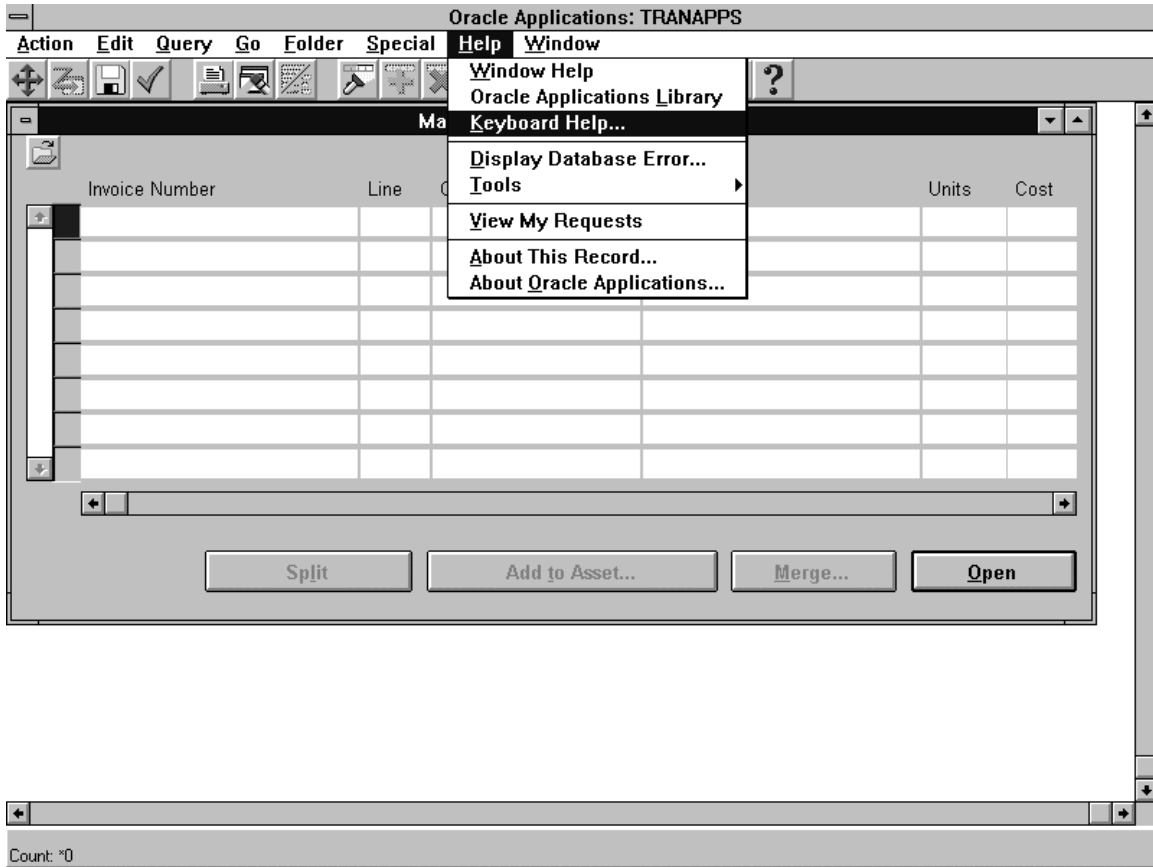 Oracle Applications: TRANAPPS
Action Edit Query Go Folder Special Help Window
Window Help
Oracle Applications Library
Keyboard Help...
Display Database Error...
Tools
View My Requests
About This Record...
About Oracle Applications...
?
Invoice Number Line Units Cost
Split Add to Asset... Merge... Open
Count: *0